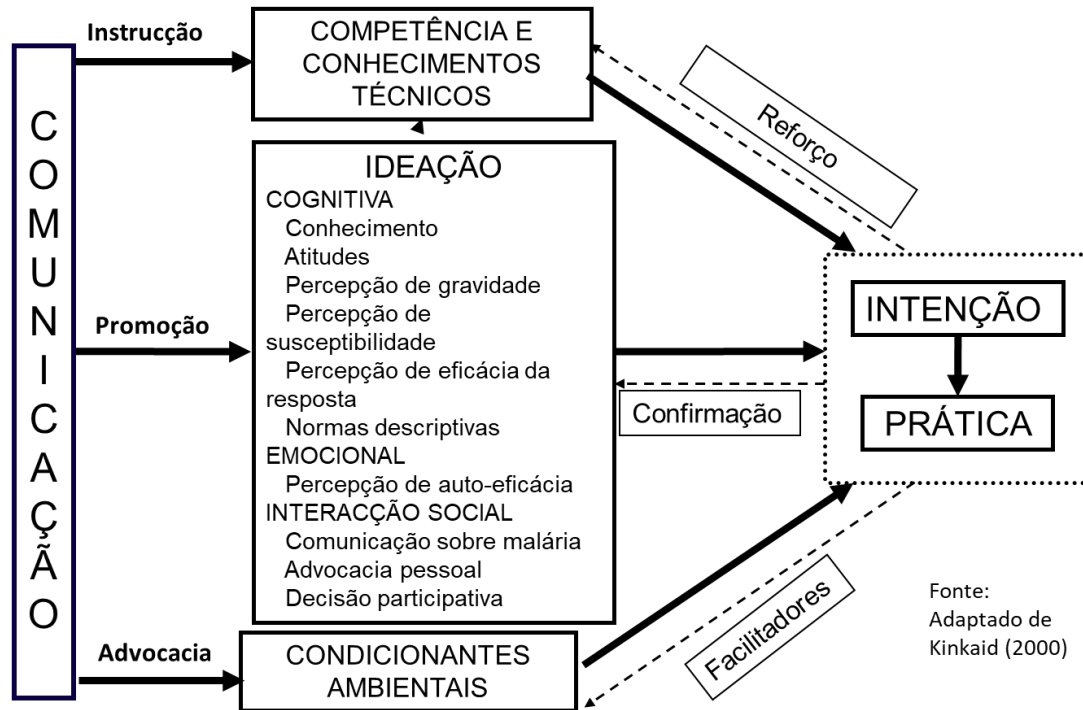 COMUNICAÇÃO
Instrucção
COMPETÊNCIA E
CONHECIMENTOS
TÉCNICOS
Reforço
IDEAÇÃO
COGNITIVA
Conhecimento
Atitudes
Percepção de gravidade
Percepção de
susceptibilidade
Percepção de eficácia da
resposta
Normas descriptivas
EMOCIONAL
Percepção de auto-eficácia
INTERACÇÃO SOCIAL
Comunicação sobre malária
Advocacia pessoal
Decisão participativa
Promoção
Confirmação
INTENÇÃO
PRÁTICA
Advocacia
CONDICIONANTES
AMBIENTAIS
Facilitadores
Fonte:
Adaptado de
Kinkaid (2000)